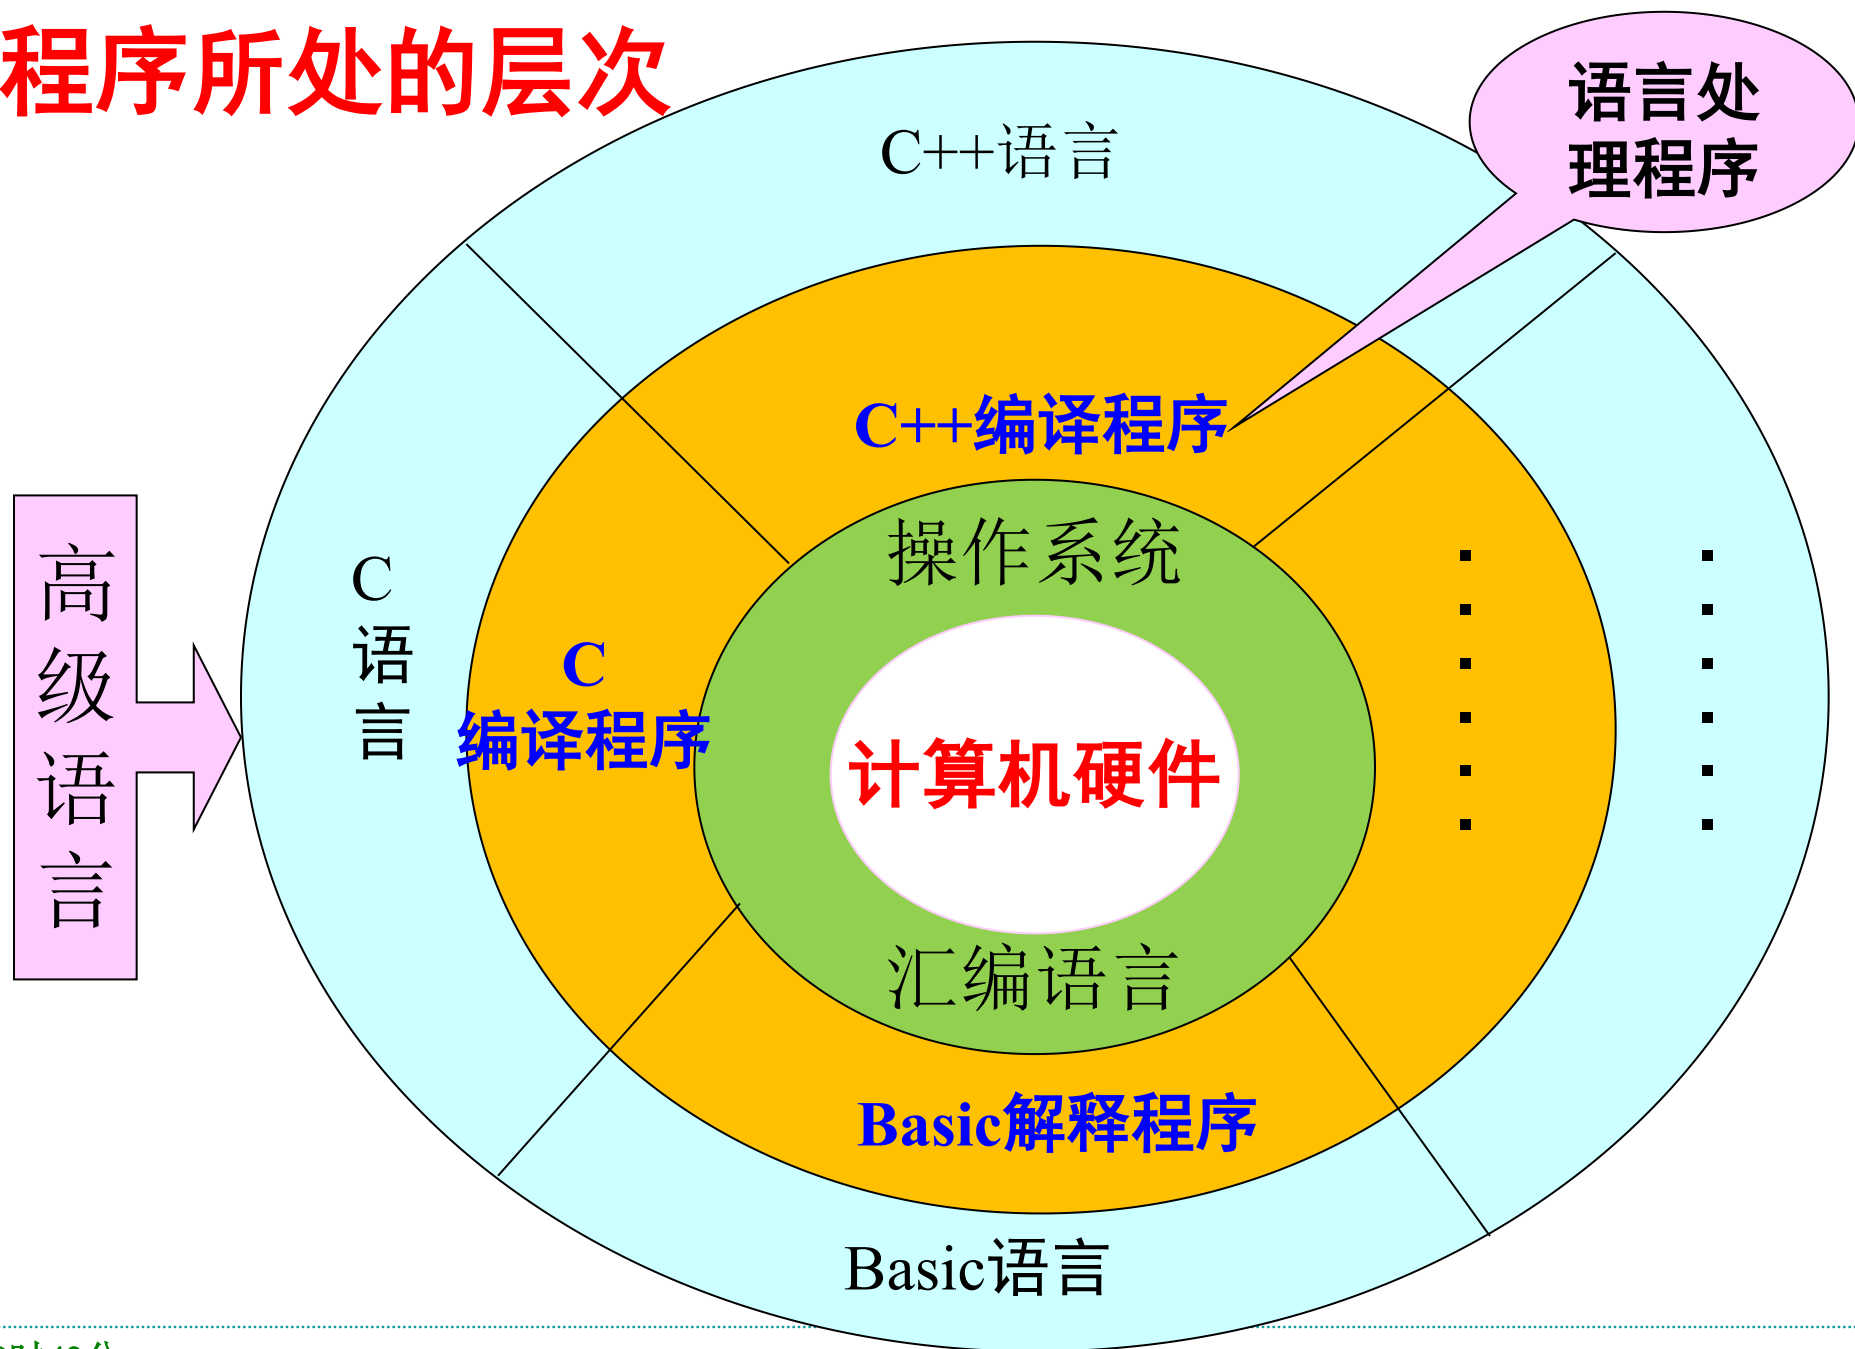 程序所处的层次
语言处
理程序
C++语言
C++编译程序
操作系统
高
级
语
言
C
语
言
C
编译程序
计算机硬件
汇编语言
Basic解释程序
Basic语言